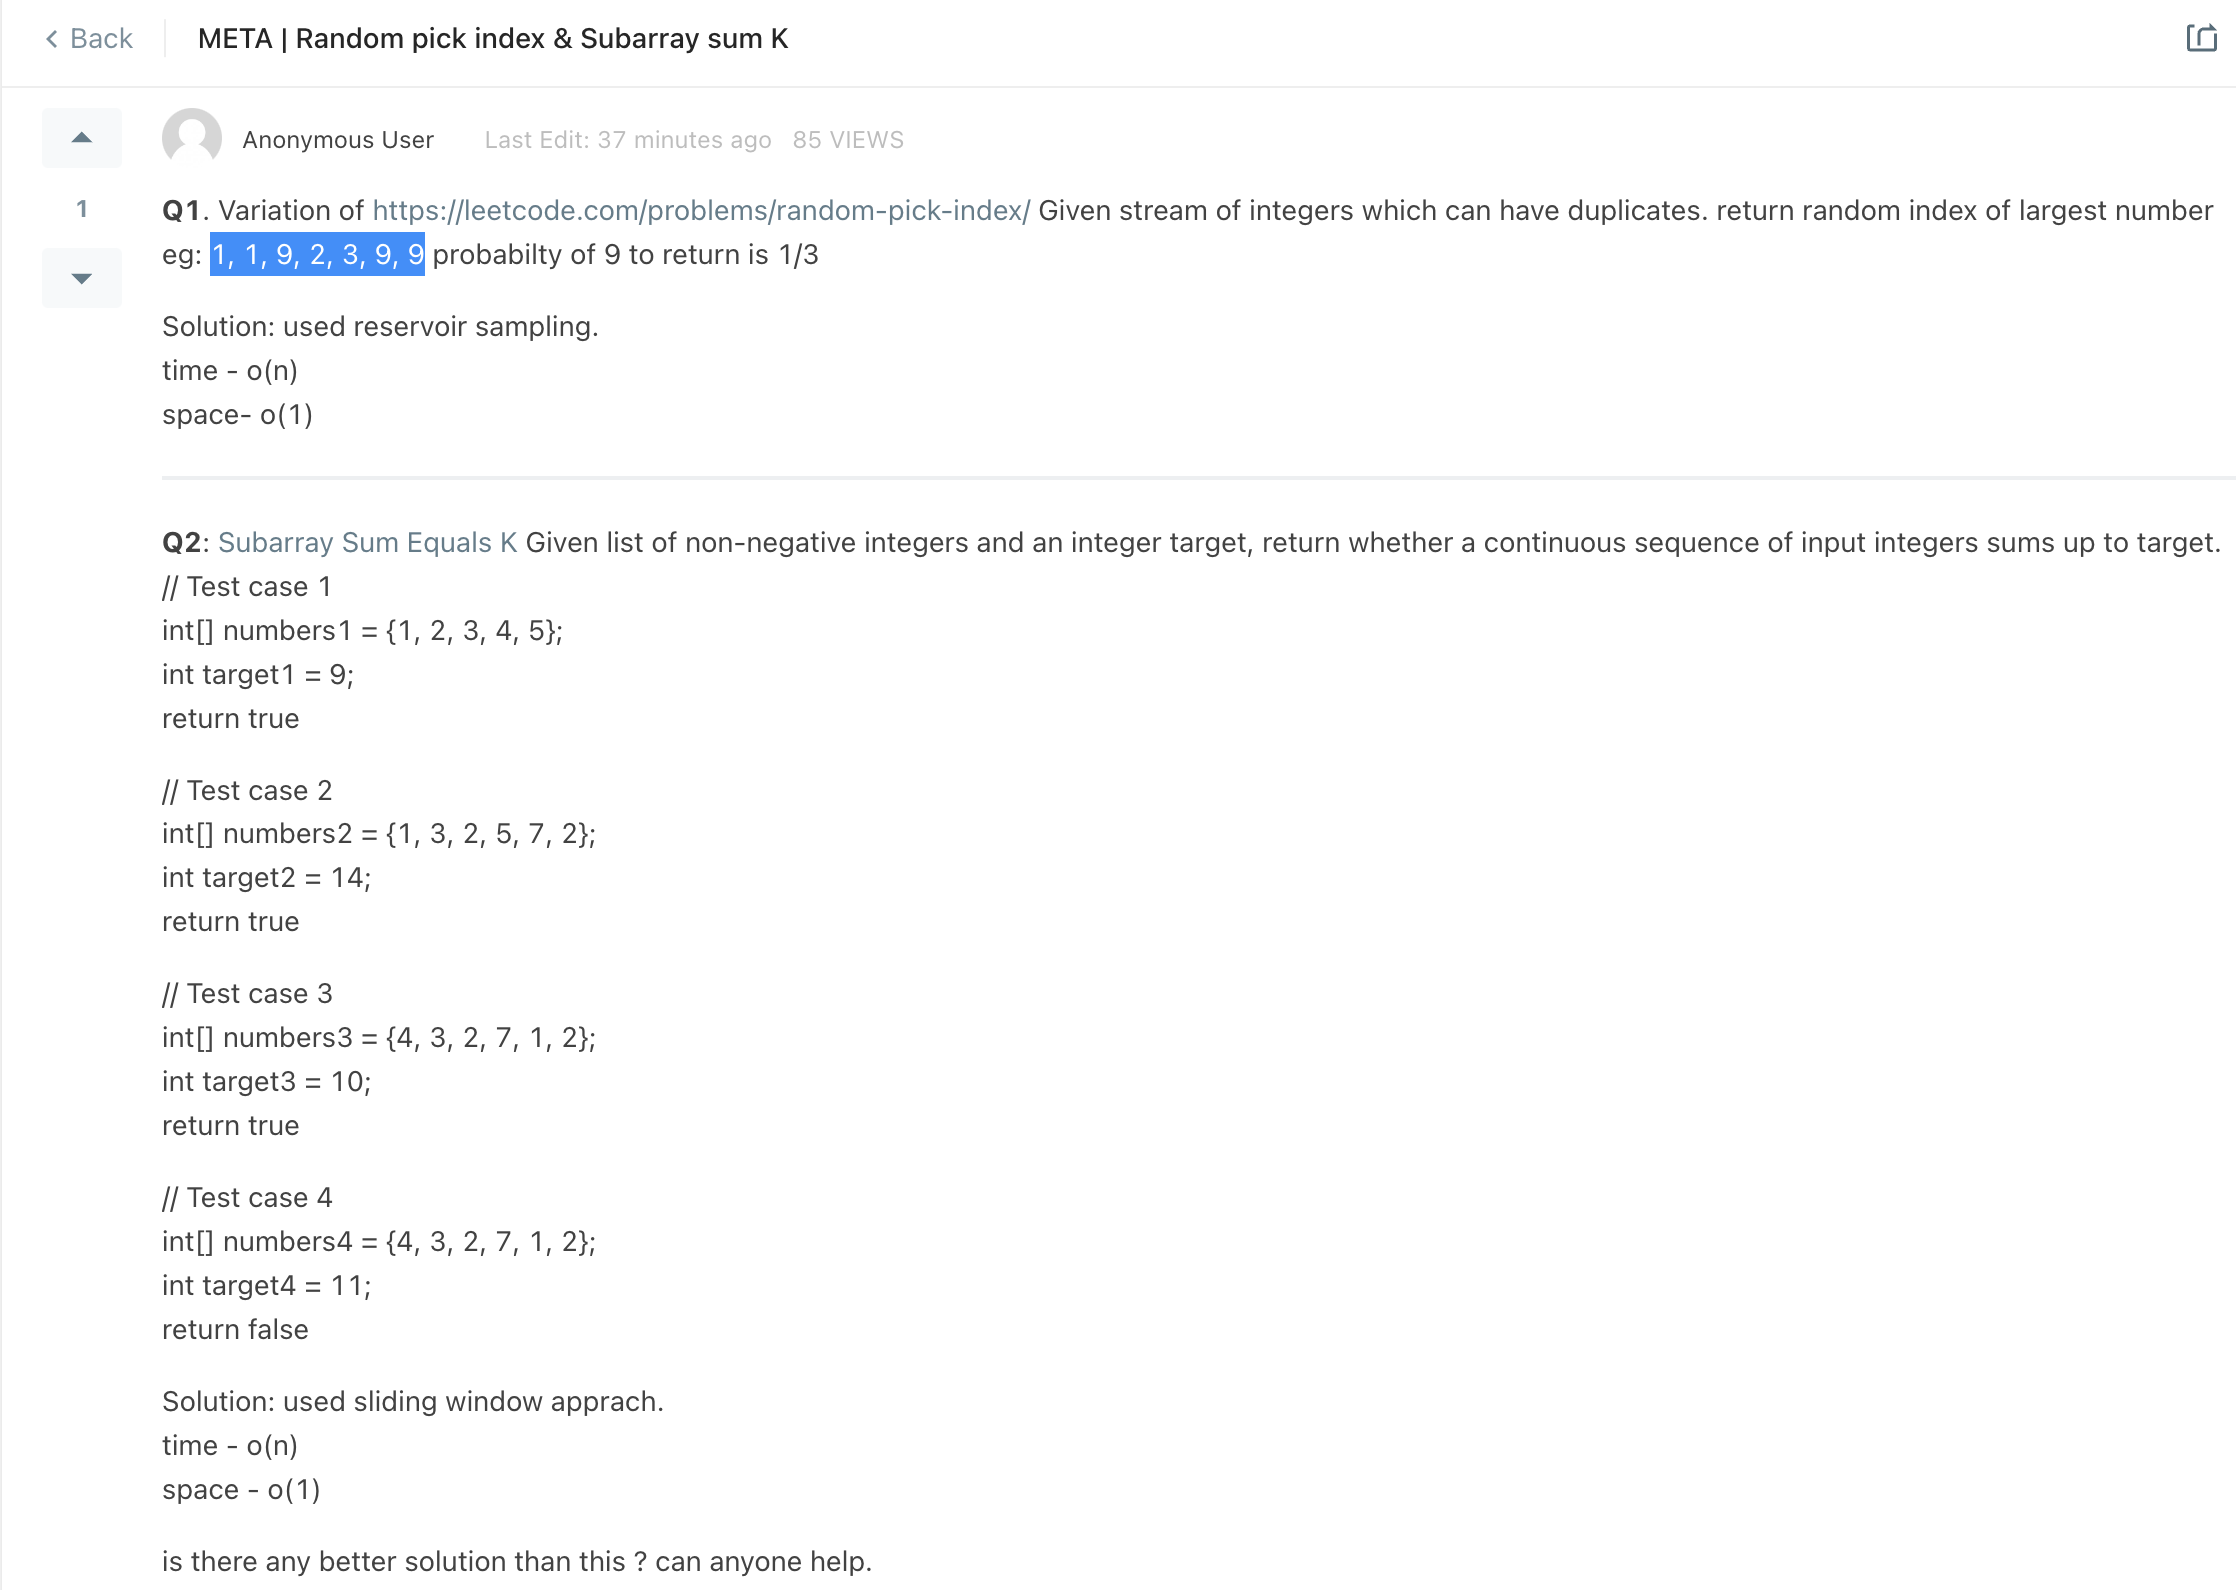 Back
META | Random pick index & Subarray sum K
Anonymous User Last Edit: 37 minutes ago 85 VIEWS
1
Q1. Variation of https://leetcode.com/problems/random-pick-index/ Given stream of integers which can have duplicates. return random index of largest number
eg: 1, 1, 9, 2, 3, 9, 9 probabilty of 9 to return is 1/3
Solution: used reservoir sampling.
time - o(n)
space- o(1)
Q2: Subarray Sum Equals K Given list of non-negative integers and an integer target, return whether a continuous sequence of input integers sums up to target.
// Test case 1
int[] numbers1 = {1, 2, 3, 4, 5};
int target1 = 9;
return true
// Test case 2
int[] numbers2 = {1, 3, 2, 5, 7, 2};
int target2 = 14;
return true
// Test case 3
int[] numbers3 = {4, 3, 2, 7, 1, 2};
int target3 = 10;
return true
// Test case 4
int[] numbers4 = {4, 3, 2, 7, 1, 2};
int target4 = 11;
return false
Solution: used sliding window apprach.
time - o(n)
space - o(1)
is there any better solution than this ? can anyone help.